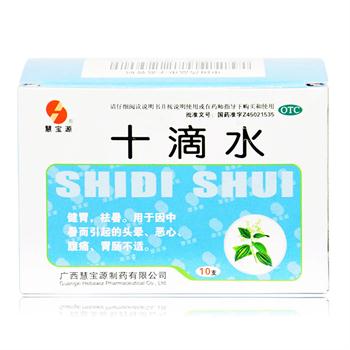 请仔细阅读说明书并按说明使用或在药师指导下购买和使用
OTC
批准文号：国药准字Z45021535
慧宝源
十滴水
SHIDI SHUI
健胃，祛暑。用于因中
暑而引起的头晕、恶心、
腹痛、胃肠不适。
10支
广西慧宝源制药有限公司